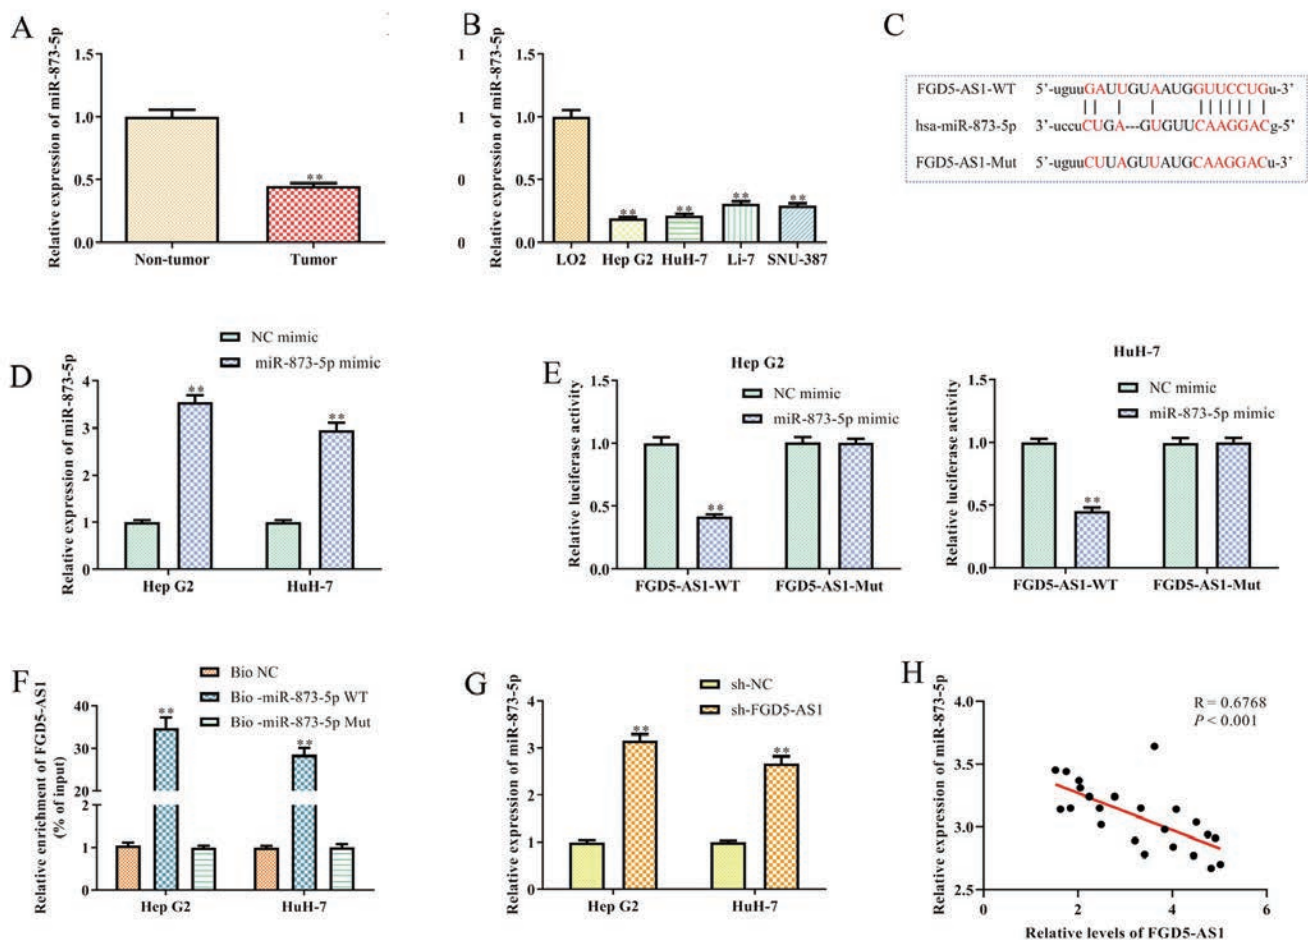 A
Relative expression of miR-873-5p
1.5
1.0
0.5
0.0
**
Non-tumor
Tumor
B
1
1
0
0
Relative expression of miR-873-5p
1.5
1.0
0.5
0.0
**
**
**
**
LO2
Hep G2
HuH-7
Li-7
SNU-387
C
FGD5-AS1-WT 5'-uguuGAUUGUAAUGGUUCCUGu-3'
hsa-miR-873-5p 3'-uccuCUGA---GUGUUCAAGGACg-5'
FGD5-AS1-Mut 5'-uguuCUUAGUUAUGCAAGGACu-3'
D
NC mimic
miR-873-5p mimic
Relative expression of miR-873-5p
4
3
2
1
0
**
**
Hep G2
HuH-7
E
Hep G2
NC mimic
miR-873-5p mimic
Relative luciferase activity
1.5
1.0
0.5
0.0
**
FGD5-AS1-WT
FGD5-AS1-Mut
HuH-7
NC mimic
miR-873-5p mimic
Relative luciferase activity
1.5
1.0
0.5
0.0
**
FGD5-AS1-WT
FGD5-AS1-Mut
F
Bio NC
Bio -miR-873-5p WT
Bio -miR-873-5p Mut
Relative enrichment of FGD5-AS1
(% of input)
40
30
20
2
1
0
**
**
Hep G2
HuH-7
G
sh-NC
sh-FGD5-AS1
Relative expression of miR-873-5p
4
3
2
1
0
**
**
Hep G2
HuH-7
H
R = 0.6768
P < 0.001
Relative expression of miR-873-5p
4.0
3.5
3.0
2.5
0
2
4
6
Relative levels of FGD5-AS1